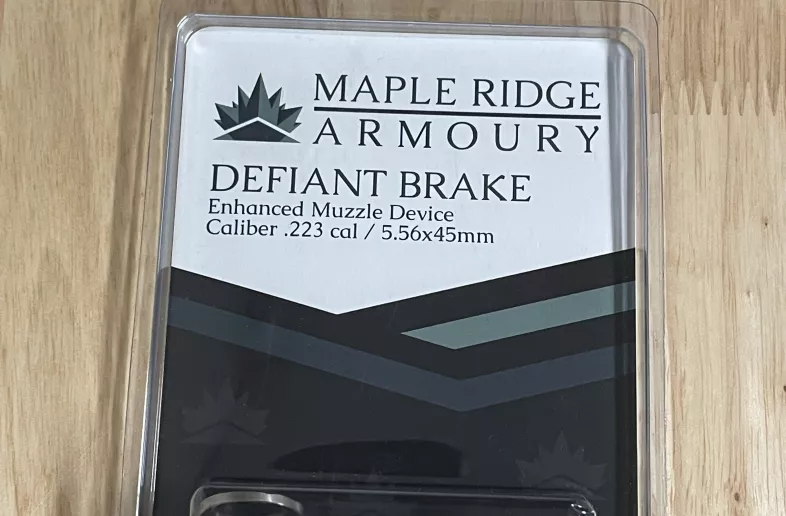 MAPLE RIDGE
ARMOURY
DEFIANT BRAKE
Enhanced Muzzle Device
Caliber .223 cal / 5.56x45mm